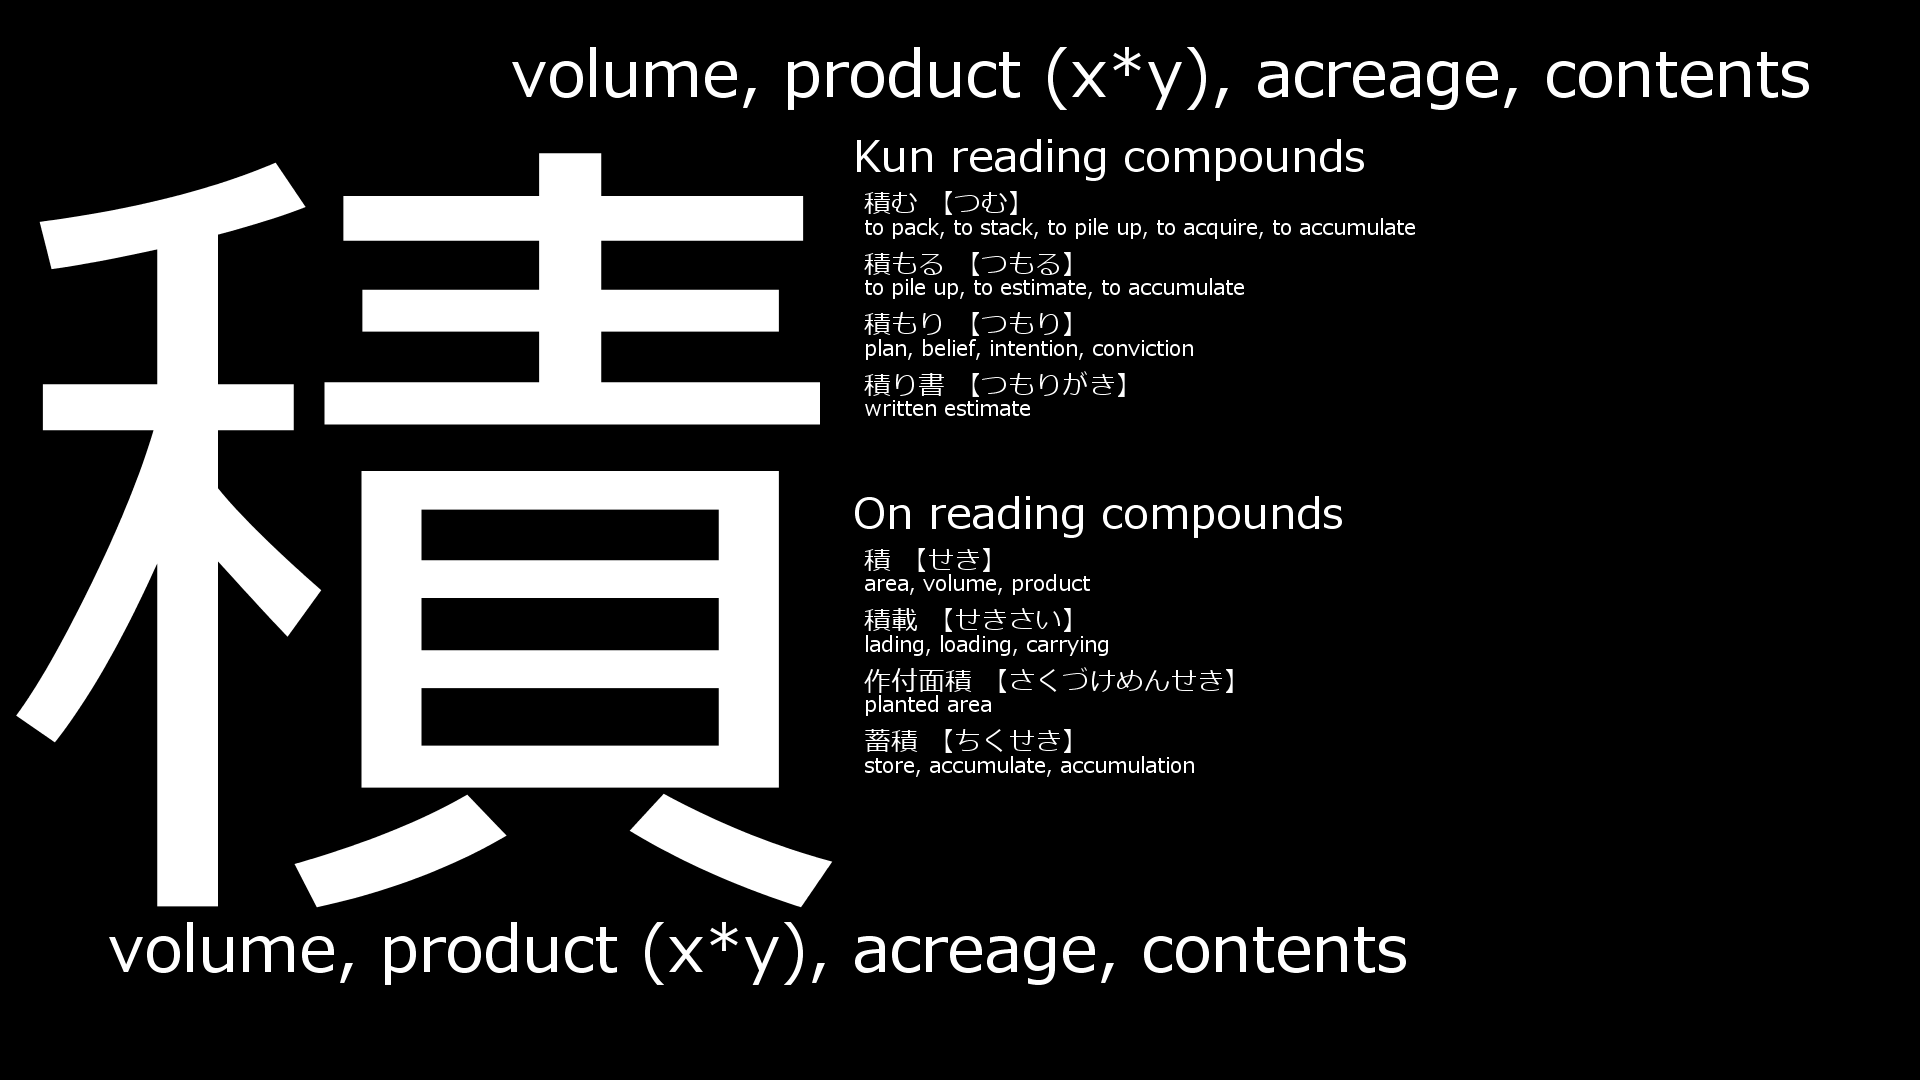 volume, product (x*y), acreage, contents
積
Kun reading compounds
積む 【つむ】
to pack, to stack, to pile up, to acquire, to accumulate
積もる 【つもる】
to pile up, to estimate, to accumulate
積もり 【つもり】
plan, belief, intention, conviction
積り書 【つもりがき】
written estimate
On reading compounds
積 【せき】
area, volume, product
積載 【せきさい】
lading, loading, carrying
作付面積 【さくづけめんせき】
planted area
蓄積 【ちくせき】
store, accumulate, accumulation
volume, product (x*y), acreage, contents